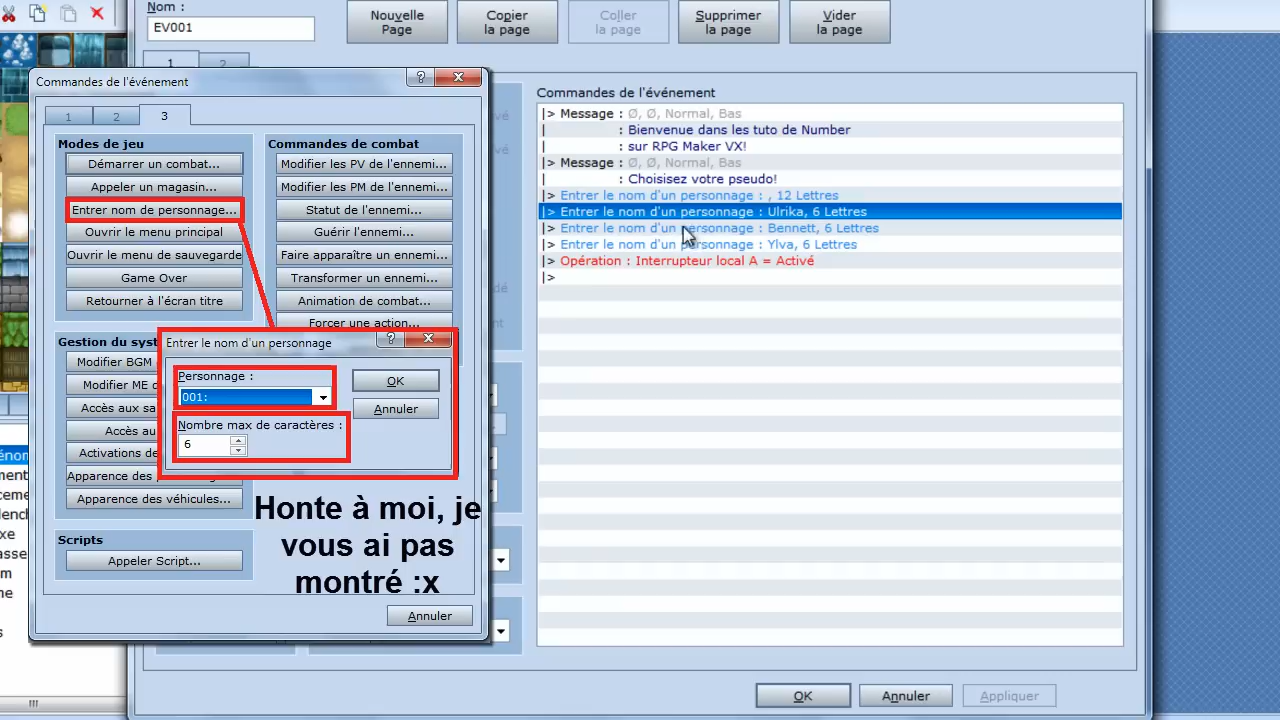 Nom :
EV001
Nouvelle Page
Copier la page
Coller la page
Supprimer la page
Vider la page
1
2
Commandes de l'événement
1
2
3
Modes de jeu
Démarrer un combat...
Appeler un magasin...
Entrer nom de personnage...
Ouvrir le menu principal
Ouvrir le menu de sauvegarde
Game Over
Retourner à l'écran titre
Commandes de combat
Modifier les PV de l'ennemi...
Modifier les PM de l'ennemi...
Statut de l'ennemi...
Guérir l'ennemi...
Faire apparaître un ennemi...
Transformer un ennemi...
Animation de combat...
Forcer une action...
Gestion du syst
Modifier BGM
Modifier ME d
Accès aux sa
Accès au
Activations de
Apparence des
Apparence des véhicules...
Scripts
Appeler Script...
Annuler
Entrer le nom d'un personnage
Personnage :
001:
Nombre max de caractères :
6
OK
Annuler
Honte à moi, je
vous ai pas
montré :x
Commandes de l'événement
|> Message : Ø, Ø, Normal, Bas
| : Bienvenue dans les tuto de Number
| : sur RPG Maker VX!
|> Message : Ø, Ø, Normal, Bas
| : Choisisez votre pseudo!
|> Entrer le nom d'un personnage : , 12 Lettres
|> Entrer le nom d'un personnage : Ulrika, 6 Lettres
|> Entrer le nom d'un personnage : Bennett, 6 Lettres
|> Entrer le nom d'un personnage : Ylva, 6 Lettres
|> Opération : Interrupteur local A = Activé
|>
OK
Annuler
Appliquer